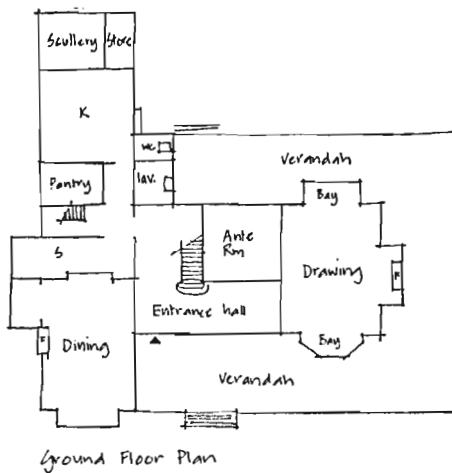 Scullery
Store
K
WC
Verandah
Pantry
lav.
Bay
Ante
Rm
S
Drawing
F
Entrance hall
F
Dining
Bay
Verandah
Ground Floor Plan